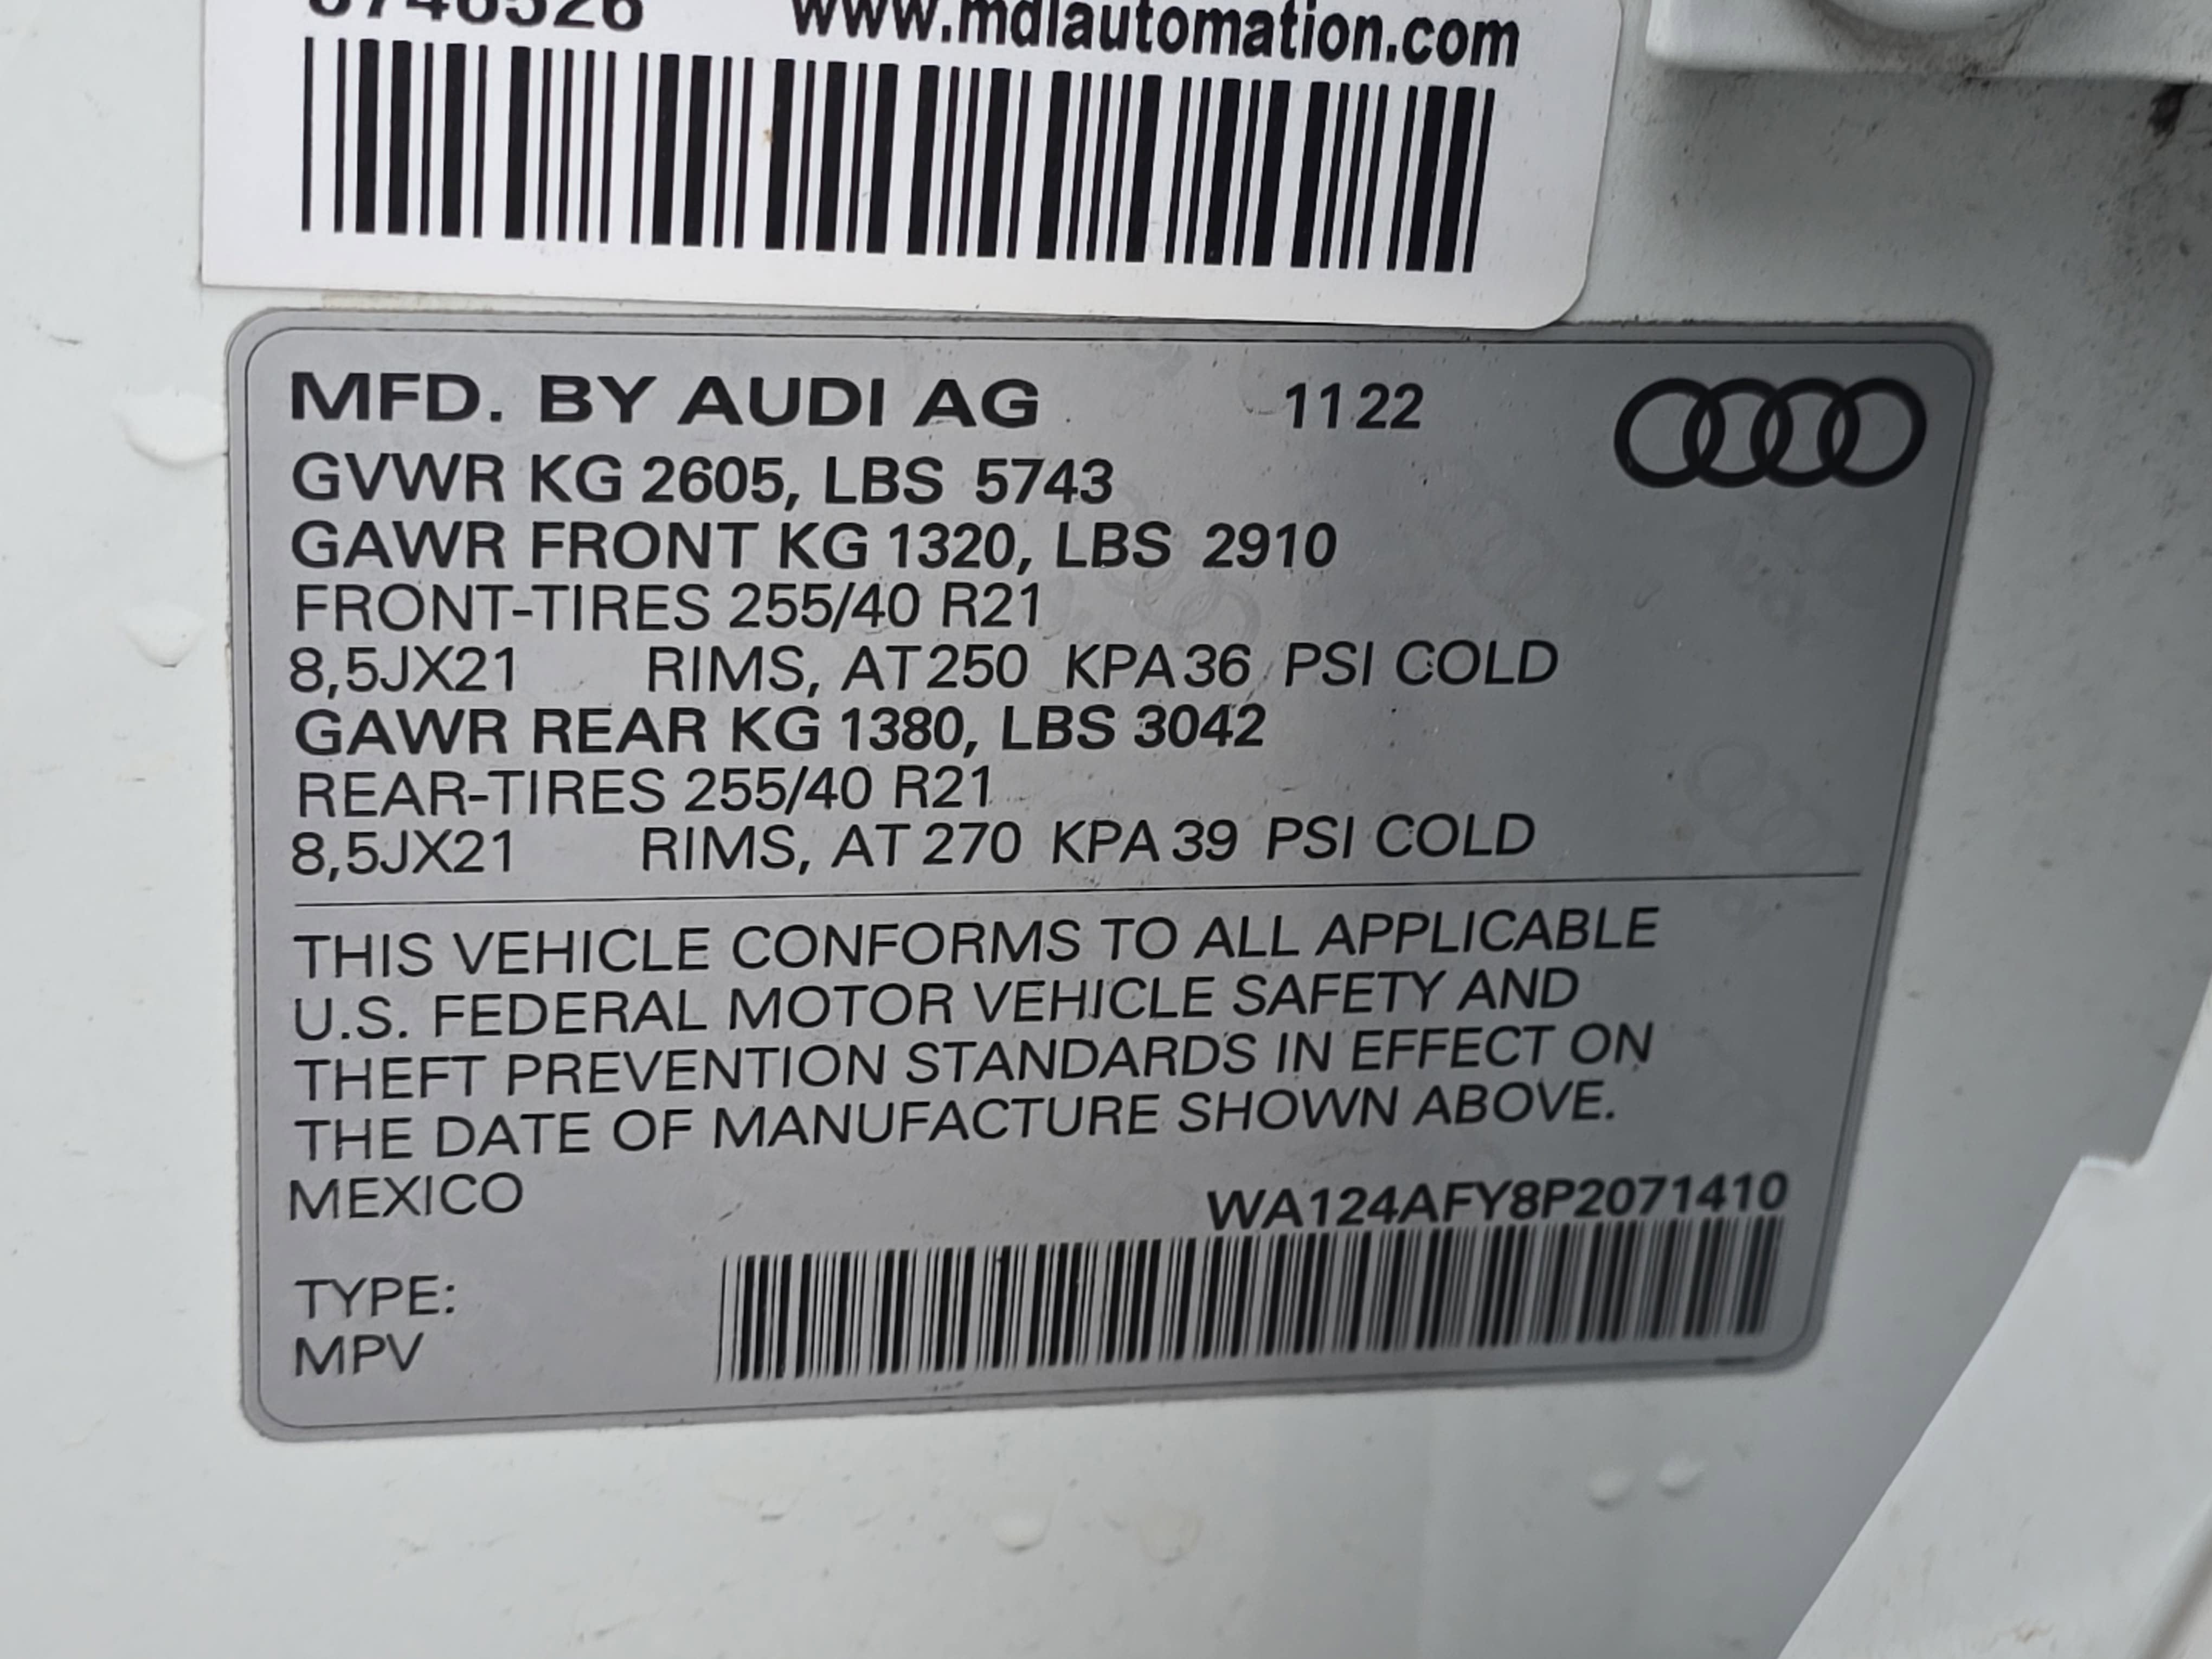 8746526 www.mdiautomation.com
MFD. BY AUDI AG 11 22
GVWR KG 2605, LBS 5743
GAWR FRONT KG 1320, LBS 2910
FRONT-TIRES 255/40 R21
8,5JX21 RIMS, AT 250 KPA 36 PSI COLD
GAWR REAR KG 1380, LBS 3042
REAR-TIRES 255/40 R21
8,5JX21 RIMS, AT 270 KPA 39 PSI COLD
THIS VEHICLE CONFORMS TO ALL APPLICABLE
U.S. FEDERAL MOTOR VEHICLE SAFETY AND
THEFT PREVENTION STANDARDS IN EFFECT ON
THE DATE OF MANUFACTURE SHOWN ABOVE.
MEXICO WA124AFY8P2071410
TYPE:
MPV